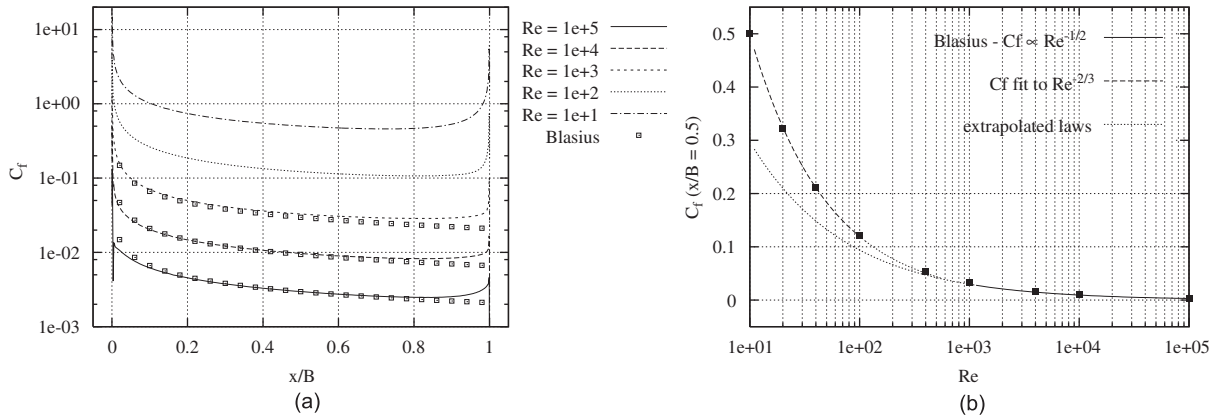 1e+01
1e+00
1e-01
1e-02
1e-03
C_f
0 0.2 0.4 0.6 0.8 1
x/B
(a)
Re = 1e+5
Re = 1e+4
Re = 1e+3
Re = 1e+2
Re = 1e+1
Blasius
0.5
0.4
0.3
0.2
0.1
0
C_f (x/B = 0.5)
Blasius - Cf ∝ Re^-1/2
Cf fit to Re^-2/3
extrapolated laws
1e+01 1e+02 1e+03 1e+04 1e+05
Re
(b)